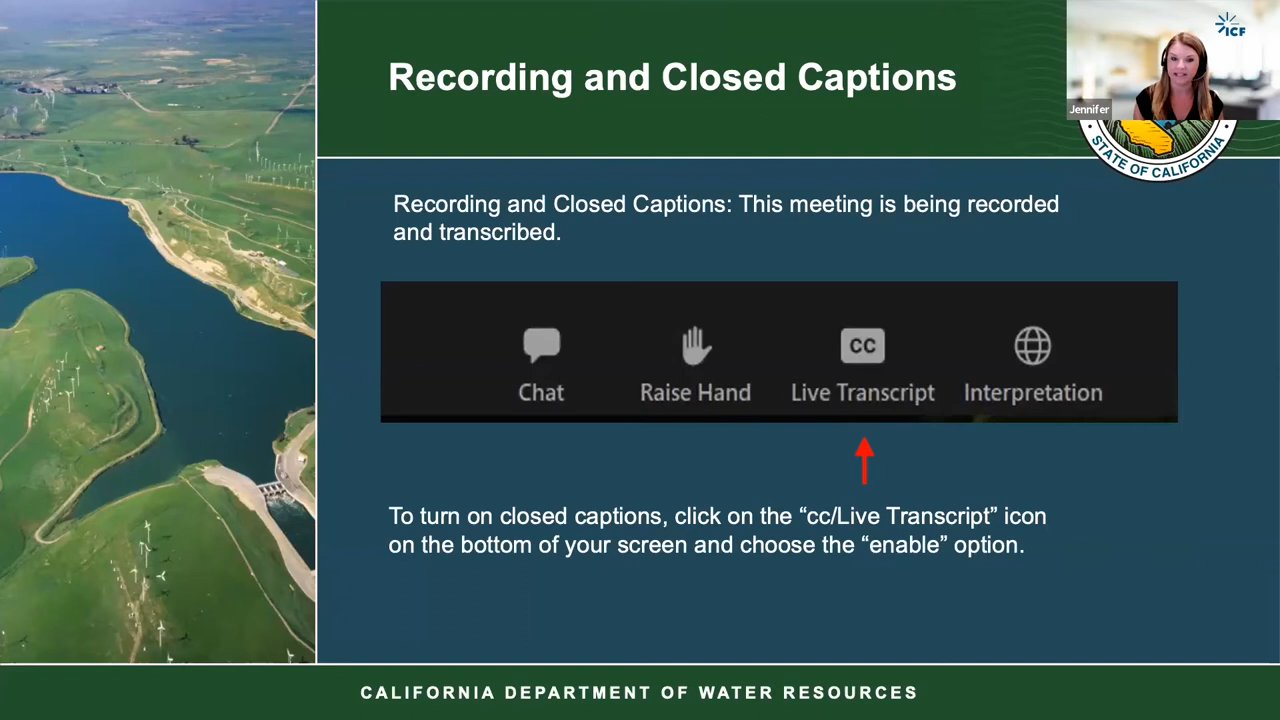 Recording and Closed Captions
ICF
Jennifer
STATE OF CALIFORNIA
Recording and Closed Captions: This meeting is being recorded
and transcribed.
CC
Chat
Raise Hand
Live Transcript
Interpretation
To turn on closed captions, click on the “cc/Live Transcript” icon
on the bottom of your screen and choose the “enable” option.
CALIFORNIA DEPARTMENT OF WATER RESOURCES